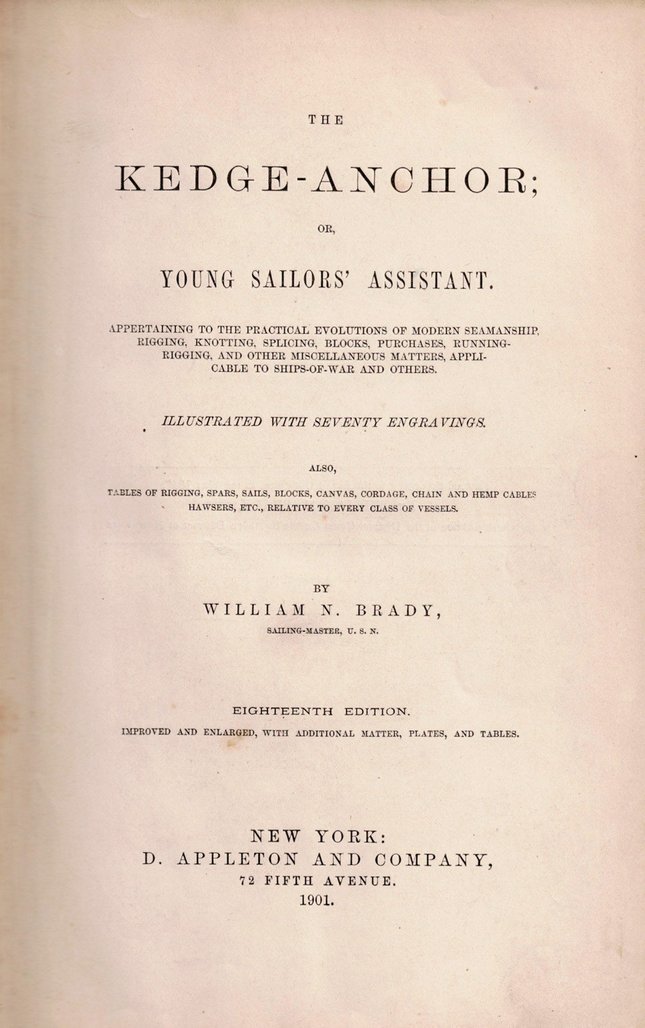 THE
KEDGE-ANCHOR;
OR,
YOUNG SAILORS' ASSISTANT.
APPERTAINING TO THE PRACTICAL EVOLUTIONS OF MODERN SEAMANSHIP,
RIGGING, KNOTTING, SPLICING, BLOCKS, PURCHASES, RUNNING-
RIGGING, AND OTHER MISCELLANEOUS MATTERS, APPLI-
CABLE TO SHIPS-OF-WAR AND OTHERS.
ILLUSTRATED WITH SEVENTY ENGRAVINGS.
ALSO,
TABLES OF RIGGING, SPARS, SAILS, BLOCKS, CANVAS, CORDAGE, CHAIN AND HEMP CABLES
HAWSERS, ETC., RELATIVE TO EVERY CLASS OF VESSELS.
BY
WILLIAM N. BRADY,
SAILING-MASTER, U. S. N.
EIGHTEENTH EDITION.
IMPROVED AND ENLARGED, WITH ADDITIONAL MATTER, PLATES, AND TABLES.
NEW YORK:
D. APPLETON AND COMPANY,
72 FIFTH AVENUE.
1901.